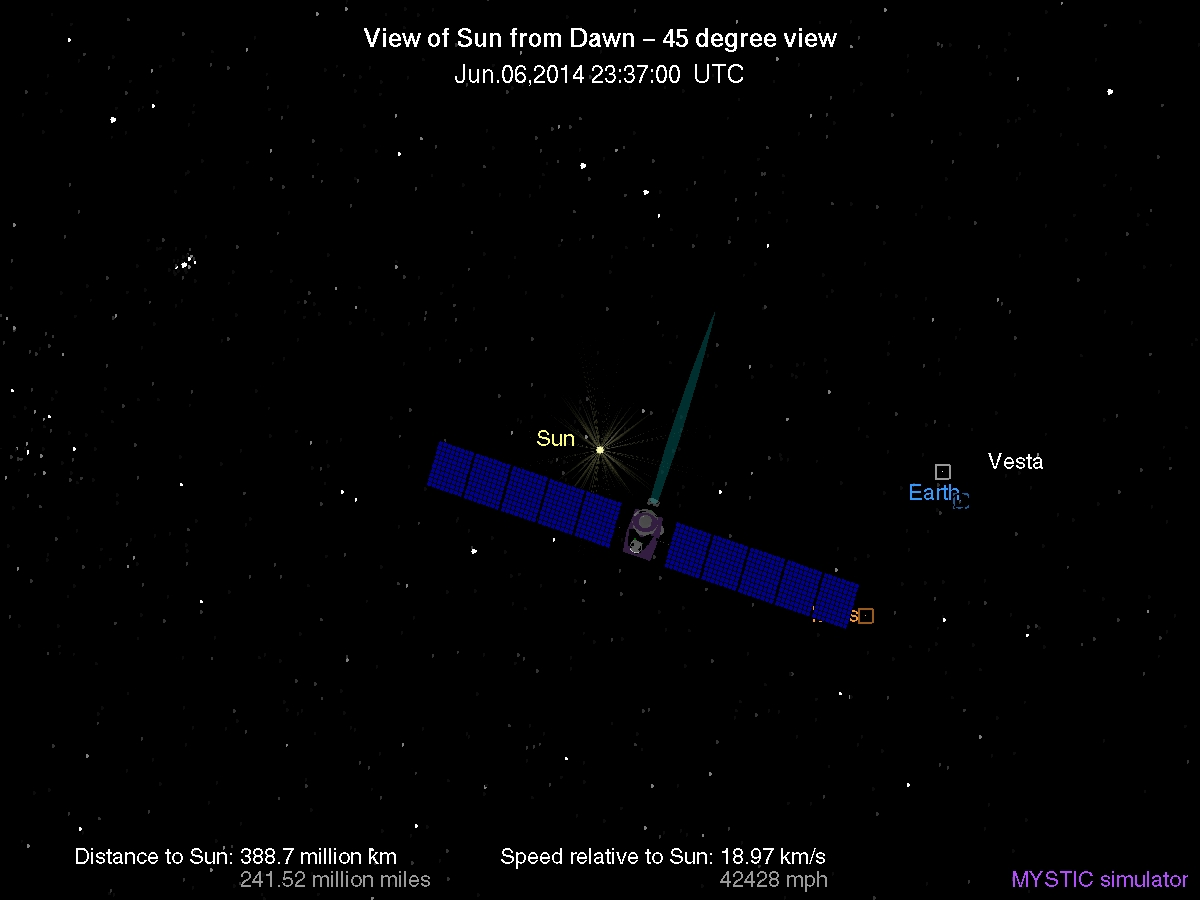 View of Sun from Dawn – 45 degree view
Jun.06,2014 23:37:00 UTC
Sun
Vesta
Earth
Distance to Sun: 388.7 million km
241.52 million miles
Speed relative to Sun: 18.97 km/s
42428 mph
MYSTIC simulator